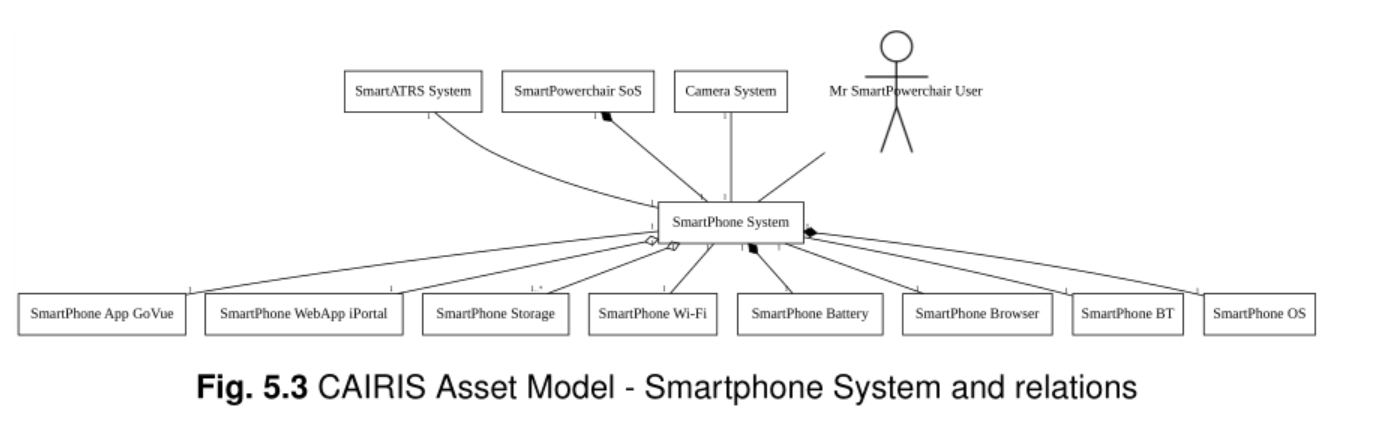 SmartATRS System
SmartPowerchair SoS
Camera System
Mr SmartPowerchair User
SmartPhone System
SmartPhone App GoVue
SmartPhone WebApp iPortal
SmartPhone Storage
SmartPhone Wi-Fi
SmartPhone Battery
SmartPhone Browser
SmartPhone BT
SmartPhone OS
Fig. 5.3 CAIRIS Asset Model - Smartphone System and relations